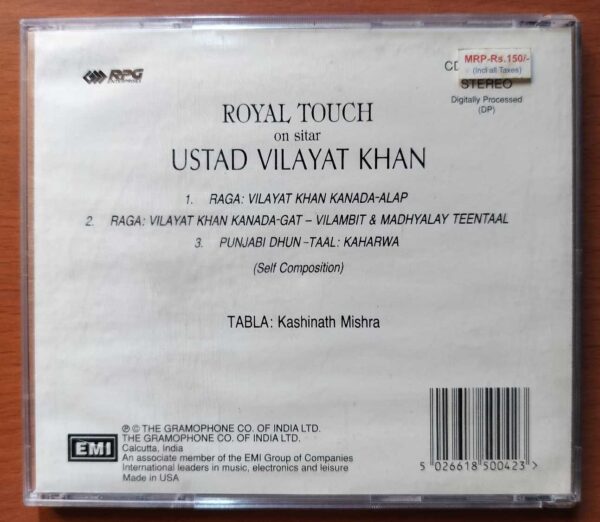 RPG
ENTERPRISES
CD
MRP-Rs.150/-
(Incl all Taxes)
STEREO
Digitally Processed
(DP)
ROYAL TOUCH
on sitar
USTAD VILAYAT KHAN
1. RAGA: VILAYAT KHAN KANADA-ALAP
2. RAGA: VILAYAT KHAN KANADA-GAT – VILAMBIT & MADHYALAY TEENTAAL
3. PUNJABI DHUN – TAAL: KAHARWA
(Self Composition)
TABLA: Kashinath Mishra
℗ © THE GRAMOPHONE CO. OF INDIA LTD.
THE GRAMOPHONE CO. OF INDIA LTD.
Calcutta, India
An associate member of the EMI Group of Companies
International leaders in music, electronics and leisure
Made in USA
EMI
5 026618 500423 >